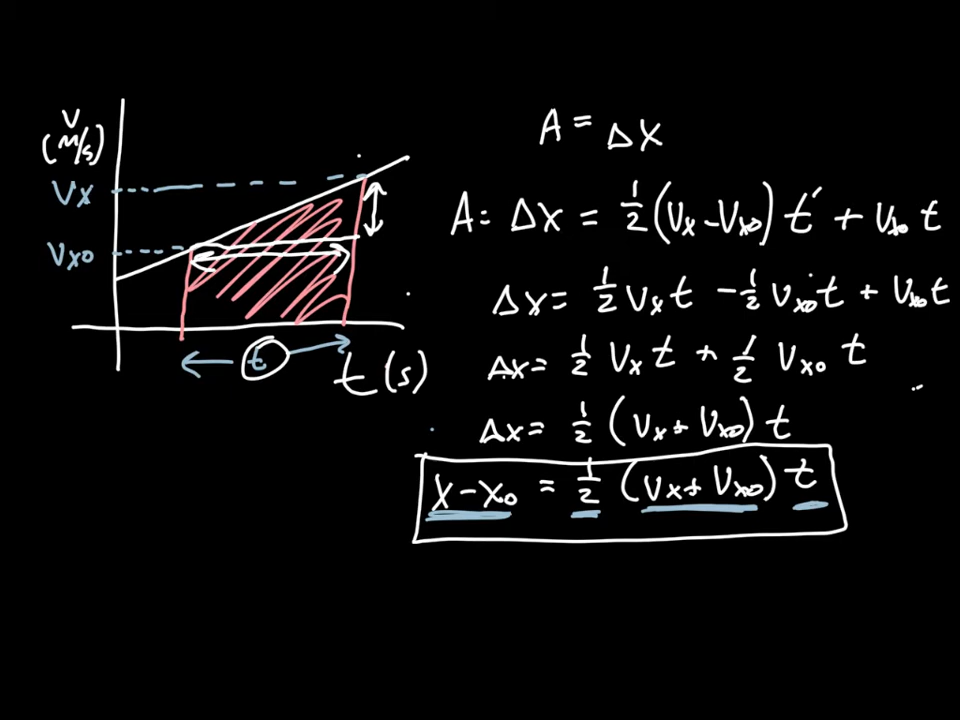 V
(M/s)
Vx
Vx0
t
t (s)
A = Δx
A = Δx = 1/2 (Vx - Vx0) t + Vx0 t
Δx = 1/2 Vx t - 1/2 Vx0 t + Vx0 t
Δx = 1/2 Vx t + 1/2 Vx0 t
Δx = 1/2 (Vx + Vx0) t
x - x0 = 1/2 (Vx + Vx0) t